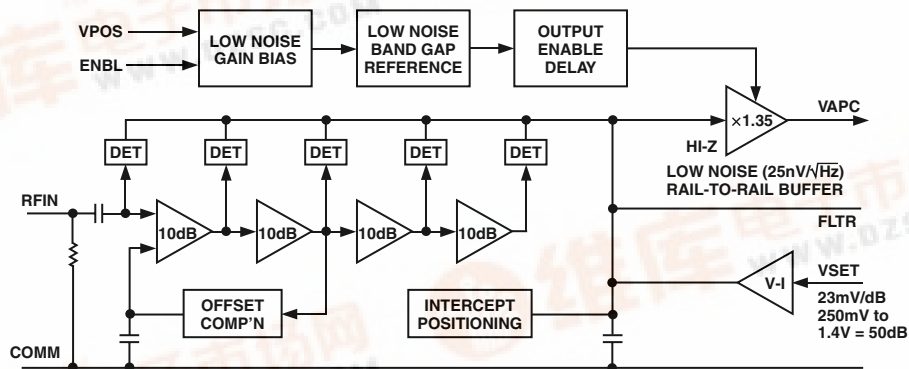 VPOS
ENBL
LOW NOISE
GAIN BIAS
LOW NOISE
BAND GAP
REFERENCE
OUTPUT
ENABLE
DELAY
×1.35
VAPC
HI-Z
LOW NOISE (25nV/√Hz)
RAIL-TO-RAIL BUFFER
DET
DET
DET
DET
DET
RFIN
10dB
10dB
10dB
10dB
FLTR
OFFSET
COMP'N
INTERCEPT
POSITIONING
V-I
VSET
23mV/dB
250mV to
1.4V = 50dB
COMM